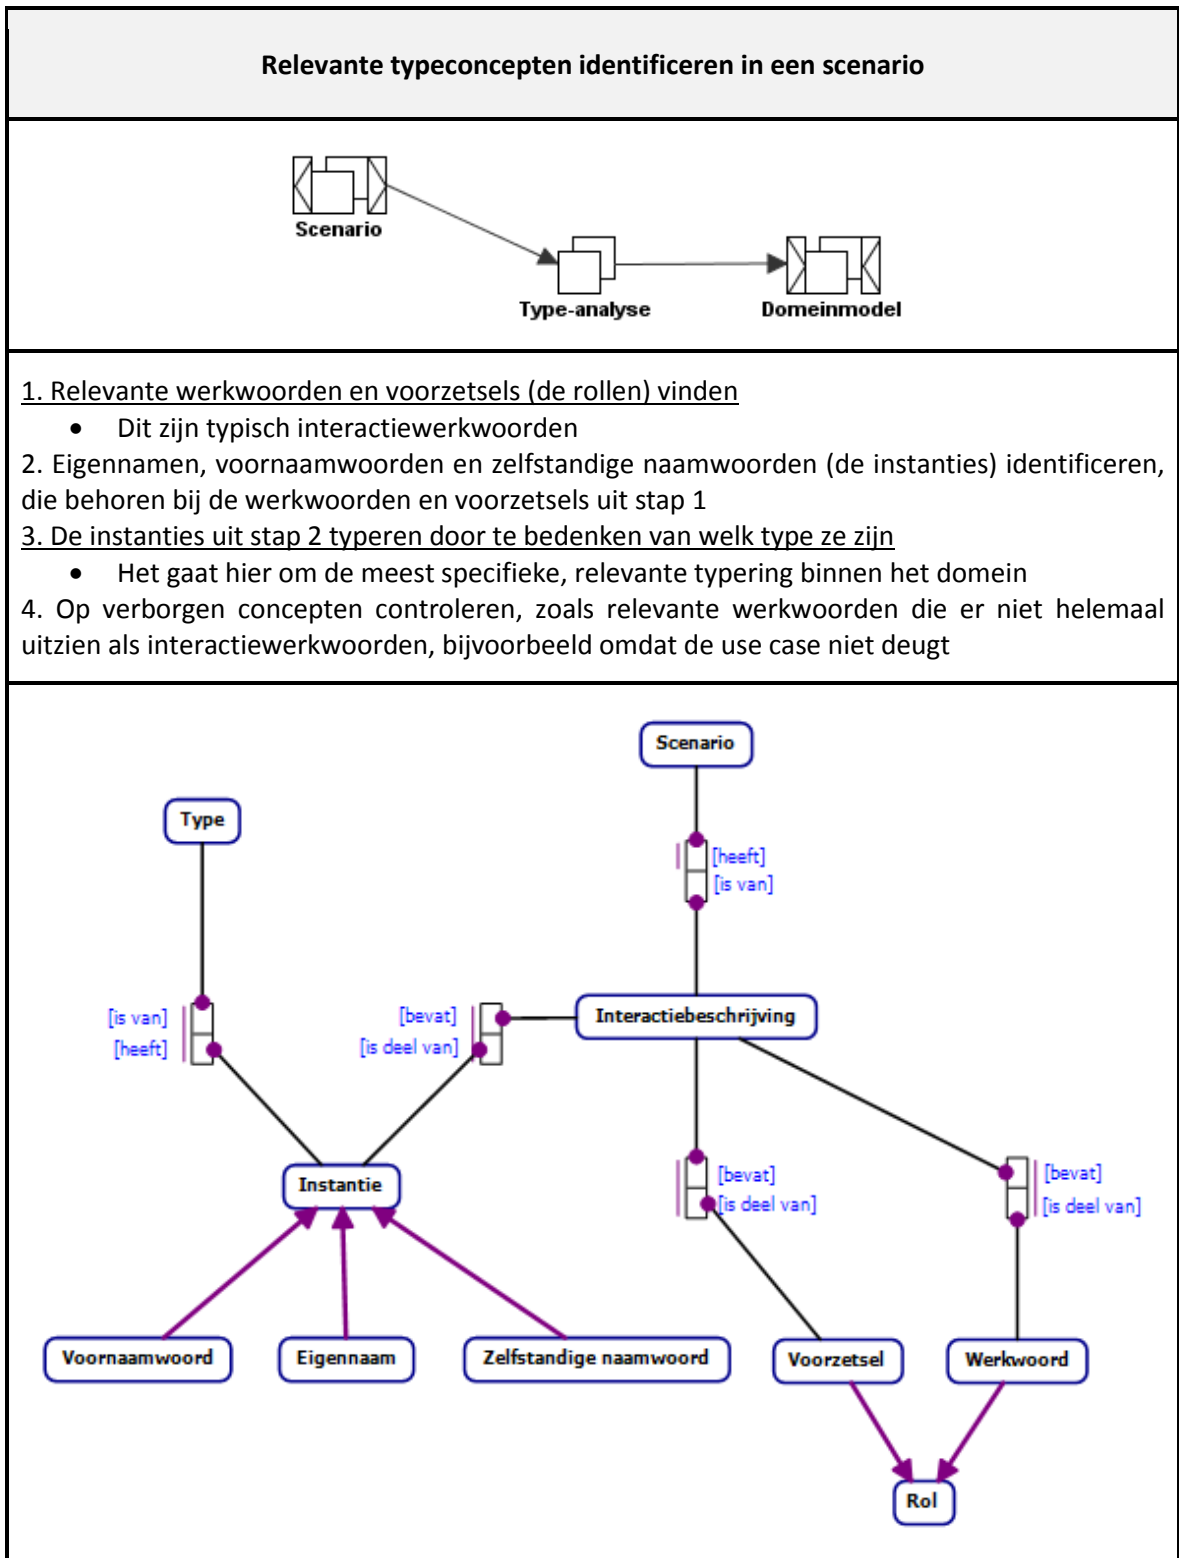 Relevante typeconcepten identificeren in een scenario
Scenario
Type-analyse
Domeinmodel
1. Relevante werkwoorden en voorzetsels (de rollen) vinden
• Dit zijn typisch interactiewerkwoorden
2. Eigennamen, voornaamwoorden en zelfstandige naamwoorden (de instanties) identificeren,
die behoren bij de werkwoorden en voorzetsels uit stap 1
3. De instanties uit stap 2 typeren door te bedenken van welk type ze zijn
• Het gaat hier om de meest specifieke, relevante typering binnen het domein
4. Op verborgen concepten controleren, zoals relevante werkwoorden die er niet helemaal
uitzien als interactiewerkwoorden, bijvoorbeeld omdat de use case niet deugt
Scenario
Type
[heeft]
[is van]
[is van]
[heeft]
[bevat]
[is deel van]
Interactiebeschrijving
Instantie
[bevat]
[is deel van]
[bevat]
[is deel van]
Voornaamwoord
Eigennaam
Zelfstandige naamwoord
Voorzetsel
Werkwoord
Rol